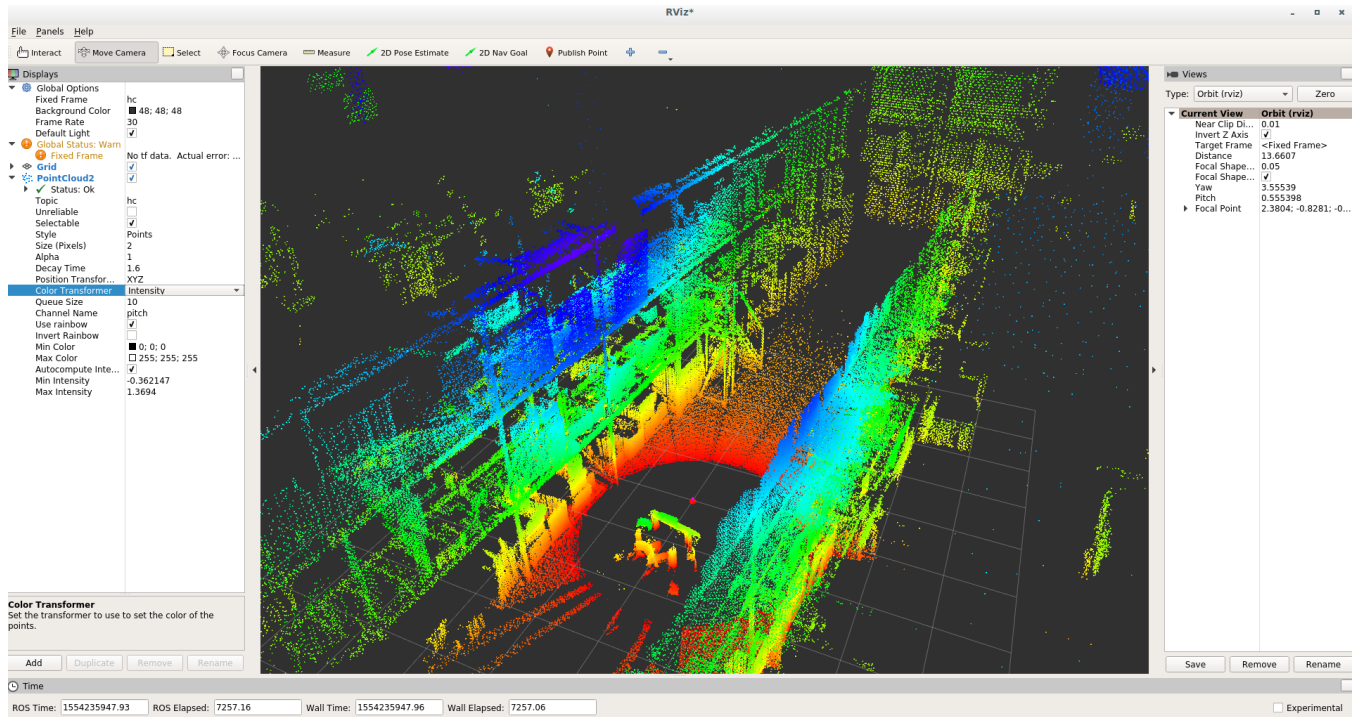 RViz*
File Panels Help
Interact Move Camera Select Focus Camera Measure 2D Pose Estimate 2D Nav Goal Publish Point
Displays
Global Options
Fixed Frame hc
Background Color 48; 48; 48
Frame Rate 30
Default Light
Global Status: Warn
Fixed Frame No tf data. Actual error: ...
Grid
PointCloud2
Status: Ok
Topic hc
Unreliable
Selectable
Style Points
Size (Pixels) 2
Alpha 1
Decay Time 1.6
Position Transfor... XYZ
Color Transformer Intensity
Queue Size 10
Channel Name pitch
Use rainbow
Invert Rainbow
Min Color 0; 0; 0
Max Color 255; 255; 255
Autocompute Inte...
Min Intensity -0.362147
Max Intensity 1.3694
Color Transformer
Set the transformer to use to set the color of the
points.
Add Duplicate Remove Rename
Views
Type: Orbit (rviz) Zero
Current View Orbit (rviz)
Near Clip Di... 0.01
Invert Z Axis
Target Frame <Fixed Frame>
Distance 13.6607
Focal Shape... 0.05
Focal Shape...
Yaw 3.55539
Pitch 0.555398
Focal Point 2.3804; -0.8281; -0...
Save Remove Rename
Time
ROS Time: 1554235947.93 ROS Elapsed: 7257.16 Wall Time: 1554235947.96 Wall Elapsed: 7257.06 Experimental